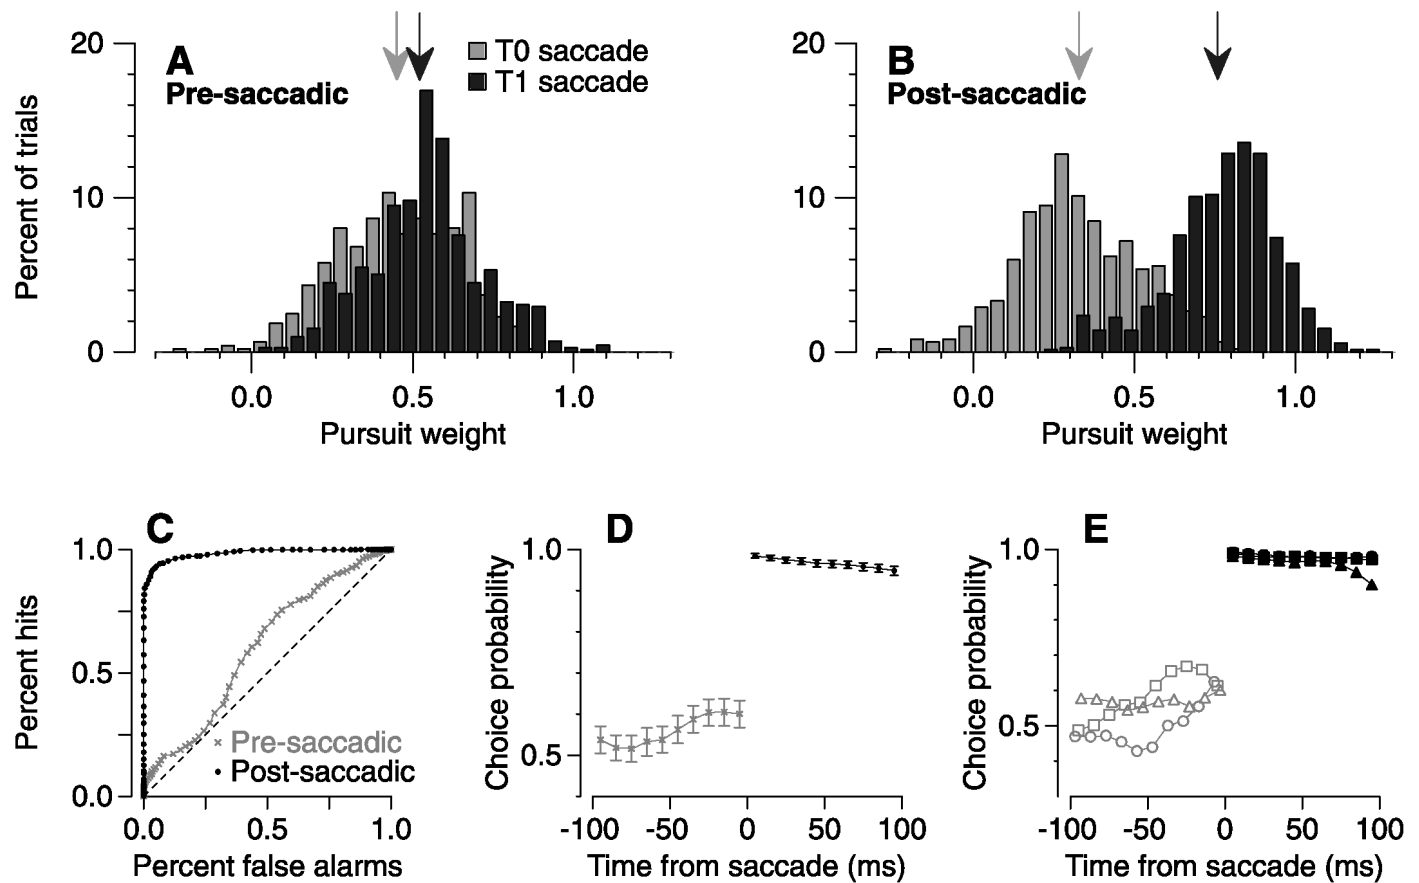 A
Pre-saccadic
T0 saccade
T1 saccade
20
10
0
Percent of trials
0.0 0.5 1.0
Pursuit weight
B
Post-saccadic
20
10
0
0.0 0.5 1.0
Pursuit weight
C
1.0
0.5
0.0
Percent hits
Pre-saccadic
Post-saccadic
0.0 0.5 1.0
Percent false alarms
D
1.0
0.5
Choice probability
-100 -50 0 50 100
Time from saccade (ms)
E
1.0
0.5
Choice probability
-100 -50 0 50 100
Time from saccade (ms)